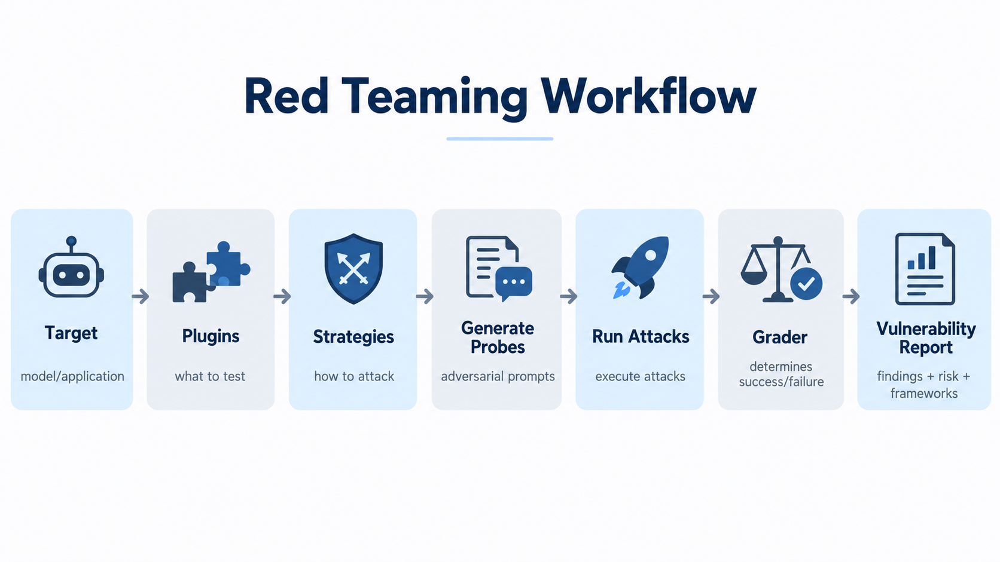 Red Teaming Workflow
Target
model/application
Plugins
what to test
Strategies
how to attack
Generate
Probes
adversarial prompts
Run Attacks
execute attacks
Grader
determines
success/failure
Vulnerability
Report
findings + risk +
frameworks